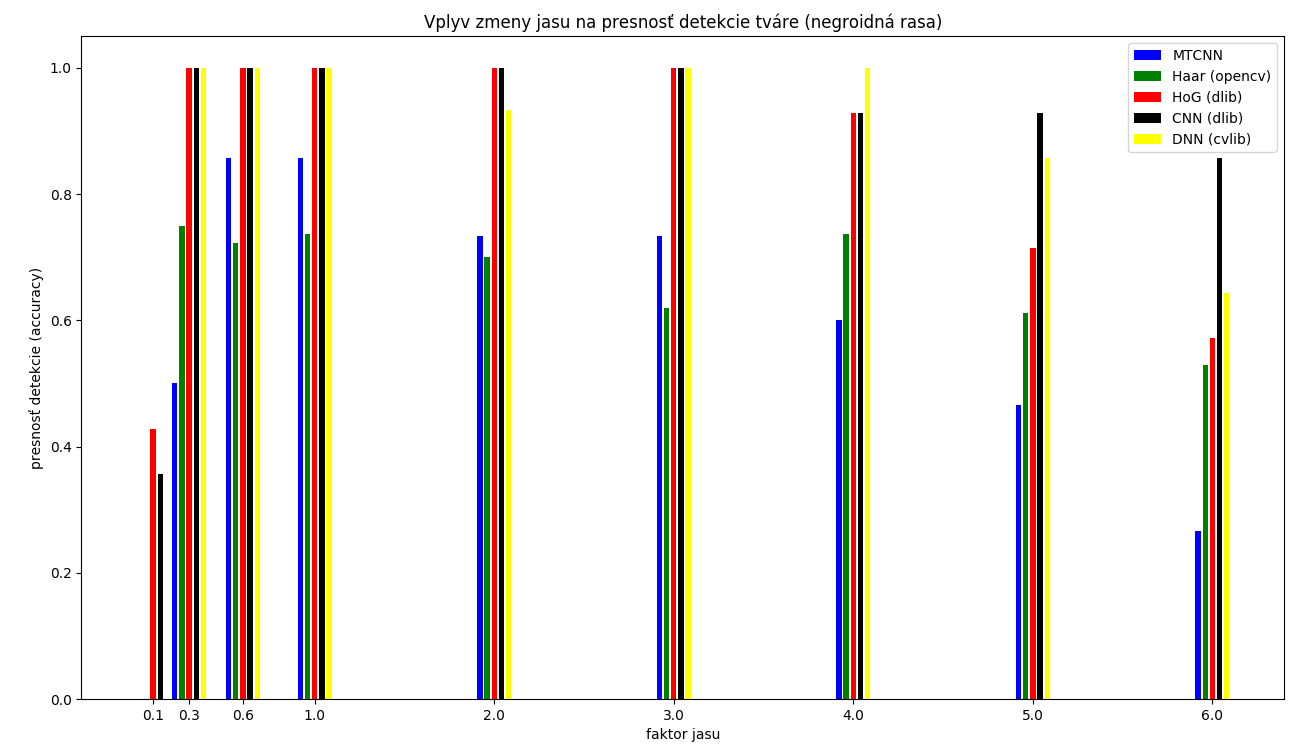 Vplyv zmeny jasu na presnosť detekcie tváre (negroidná rasa)
MTCNN
Haar (opencv)
HoG (dlib)
CNN (dlib)
DNN (cvlib)
presnosť detekcie (accuracy)
1.0
0.8
0.6
0.4
0.2
0.0
0.1 0.3 0.6 1.0 2.0 3.0 4.0 5.0 6.0
faktor jasu